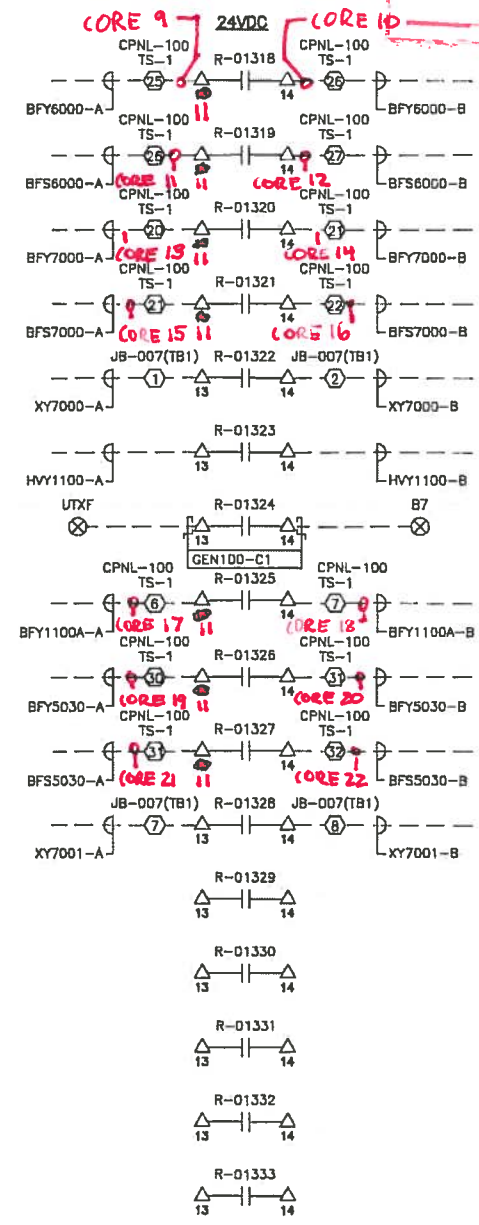 CORE 9 24VDC CORE 10
CPNL-100 R-01318 CPNL-100
TS-1 TS-1
25 26
BFY6000-A 11 14 BFY6000-B
CPNL-100 R-01319 CPNL-100
TS-1 TS-1
26 14 27
BFS6000-A CORE 11 11 CORE 12 BFS6000-B
CPNL-100 R-01320 CPNL-100
TS-1 TS-1
20 14 21
BFY7000-A CORE 13 11 CORE 14 BFY7000-B
CPNL-100 R-01321 CPNL-100
TS-1 TS-1
21 14 22
BFS7000-A CORE 15 11 CORE 16 BFS7000-B
JB-007(TB1) R-01322 JB-007(TB1)
1 2
XY7000-A 13 14 XY7000-B
R-01323
HVY1100-A 13 14 HVY1100-B
UTXF R-01324 B7
13 14
GEN100-C1
CPNL-100 R-01325 CPNL-100
TS-1 TS-1
6 14 7
BFY1100A-A CORE 17 11 CORE 18 BFY1100A-B
CPNL-100 R-01326 CPNL-100
TS-1 TS-1
30 14 31
BFY5030-A CORE 19 11 CORE 20 BFY5030-B
CPNL-100 R-01327 CPNL-100
TS-1 TS-1
31 14 32
BFS5030-A CORE 21 11 CORE 22 BFS5030-B
JB-007(TB1) R-01328 JB-007(TB1)
7 8
XY7001-A 13 14 XY7001-B
R-01329
13 14
R-01330
13 14
R-01331
13 14
R-01332
13 14
R-01333
13 14